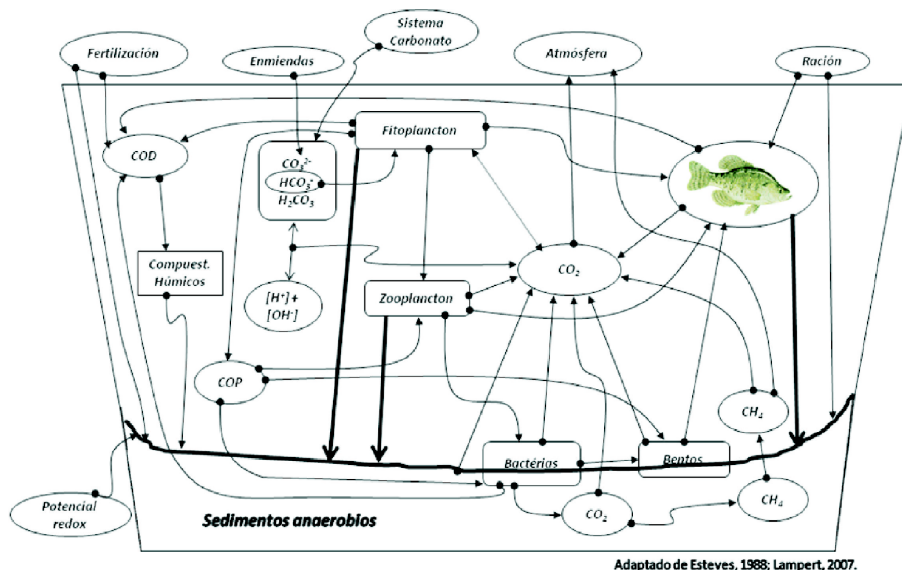 Sistema
Carbonato
Fertilización
Enmiendas
Atmósfera
Ración
Fitoplancton
COD
CO₃²⁻
HCO₃⁻
H₂CO₃
Compuest.
Húmicos
CO₂
[H⁺] +
[OH⁻]
Zooplancton
COP
CH₄
Bactérias
Bentos
Potencial
redox
Sedimentos anaerobios
CO₂
CH₄
Adaptado de Esteves, 1988; Lampert, 2007.